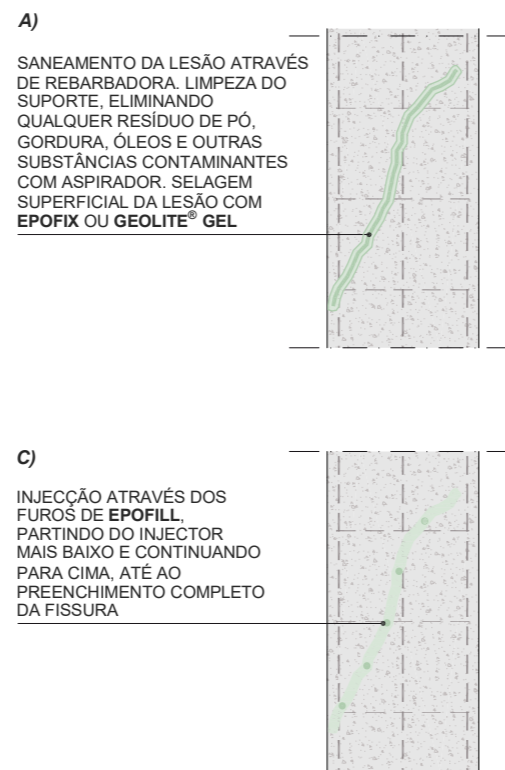 A)
SANEAMENTO DA LESÃO ATRAVÉS
DE REBARBADORA. LIMPEZA DO
SUPORTE, ELIMINANDO
QUALQUER RESÍDUO DE PÓ,
GORDURA, ÓLEOS E OUTRAS
SUBSTÂNCIAS CONTAMINANTES
COM ASPIRADOR. SELAGEM
SUPERFICIAL DA LESÃO COM
EPOFIX OU GEOLITE® GEL
C)
INJECÇÃO ATRAVÉS DOS
FUROS DE EPOFILL,
PARTINDO DO INJECTOR
MAIS BAIXO E CONTINUANDO
PARA CIMA, ATÉ AO
PREENCHIMENTO COMPLETO
DA FISSURA